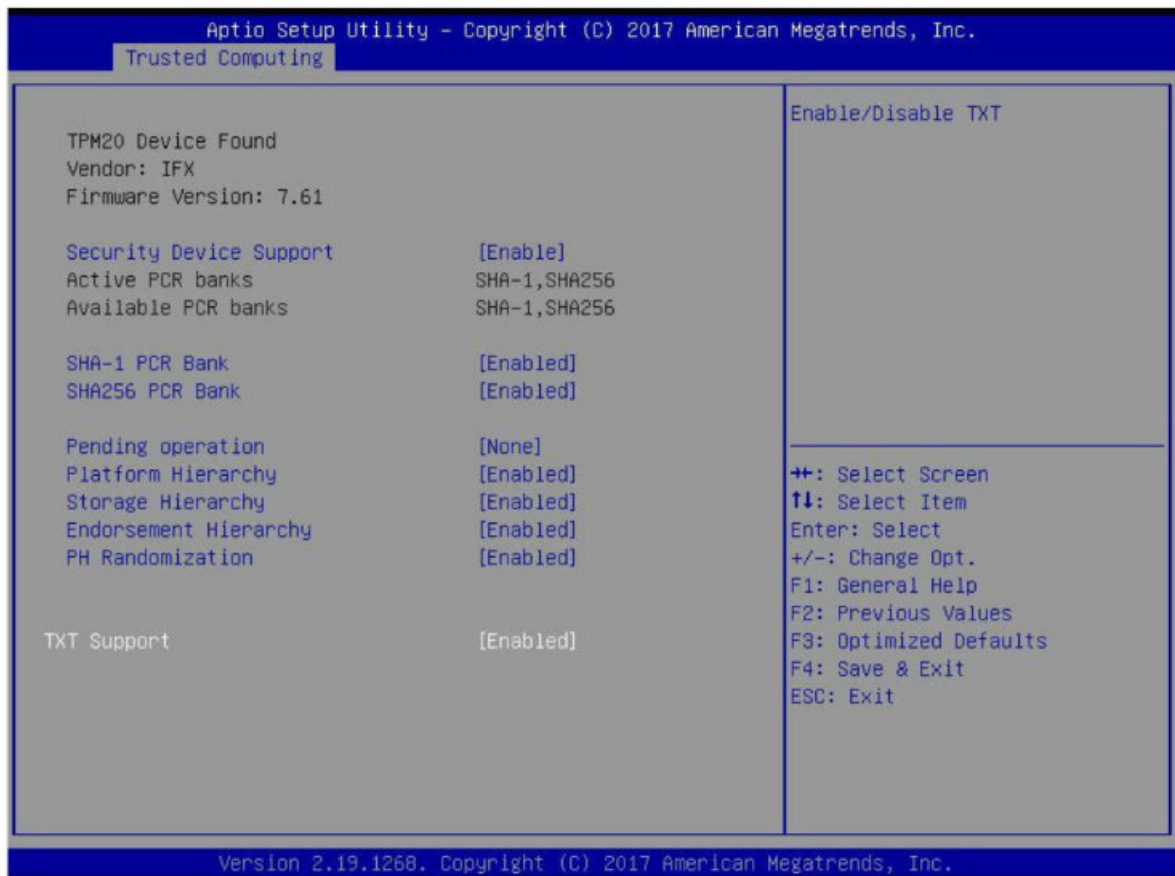 Aptio Setup Utility – Copyright (C) 2017 American Megatrends, Inc.
Trusted Computing
TPM20 Device Found
Vendor: IFX
Firmware Version: 7.61
Security Device Support [Enable]
Active PCR banks SHA-1,SHA256
Available PCR banks SHA-1,SHA256
SHA-1 PCR Bank [Enabled]
SHA256 PCR Bank [Enabled]
Pending operation [None]
Platform Hierarchy [Enabled]
Storage Hierarchy [Enabled]
Endorsement Hierarchy [Enabled]
PH Randomization [Enabled]
TXT Support [Enabled]
Enable/Disable TXT
→←: Select Screen
↑↓: Select Item
Enter: Select
+/-: Change Opt.
F1: General Help
F2: Previous Values
F3: Optimized Defaults
F4: Save & Exit
ESC: Exit
Version 2.19.1268. Copyright (C) 2017 American Megatrends, Inc.